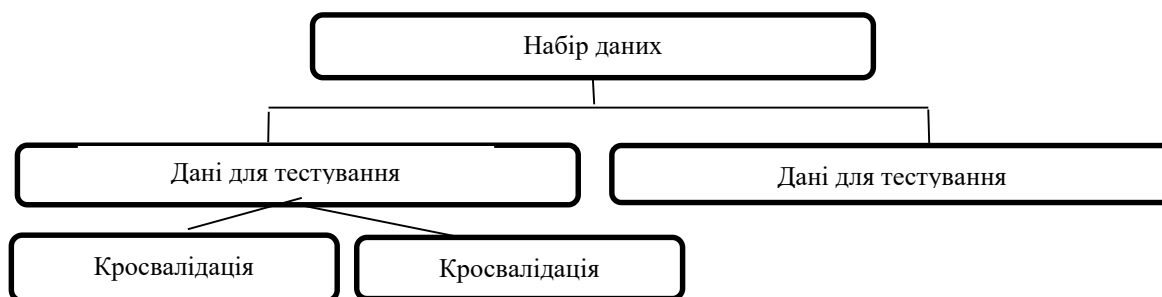 Набір даних
Дані для тестування
Дані для тестування
Кросвалідація
Кросвалідація